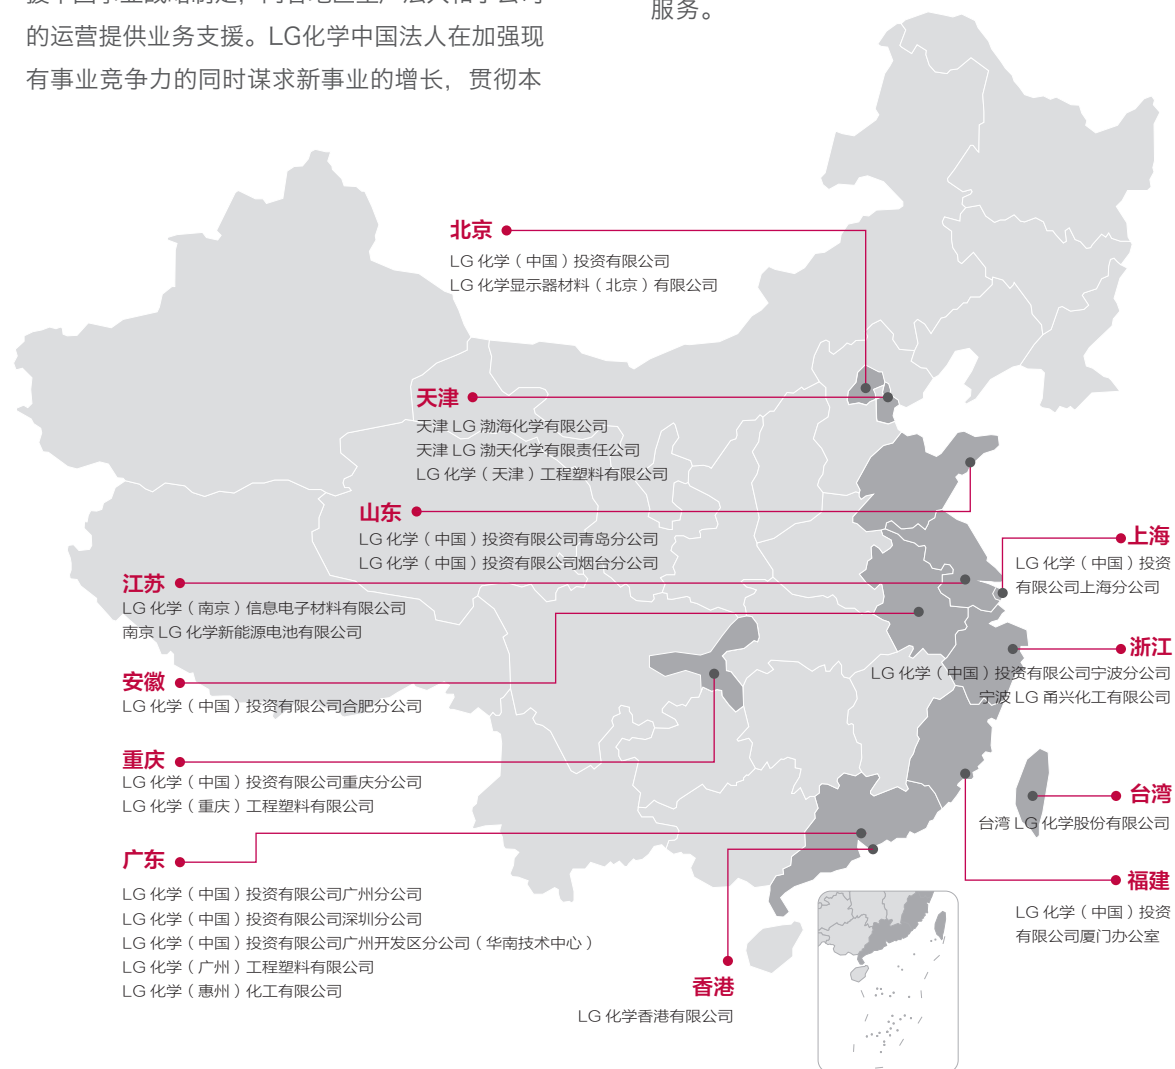 的运营提供业务支援。LG化学中国法人在加强现
有事业竞争力的同时谋求新事业的增长，贯彻本
服务。
北京
LG 化学（中国）投资有限公司
LG 化学显示器材料（北京）有限公司
天津
天津 LG 渤海化学有限公司
天津 LG 渤天化学有限责任公司
LG 化学（天津）工程塑料有限公司
山东
LG 化学（中国）投资有限公司青岛分公司
LG 化学（中国）投资有限公司烟台分公司
上海
LG 化学（中国）投资
有限公司上海分公司
江苏
LG 化学（南京）信息电子材料有限公司
南京 LG 化学新能源电池有限公司
浙江
LG 化学（中国）投资有限公司宁波分公司
宁波 LG 甬兴化工有限公司
安徽
LG 化学（中国）投资有限公司合肥分公司
重庆
LG 化学（中国）投资有限公司重庆分公司
LG 化学（重庆）工程塑料有限公司
台湾
台湾 LG 化学股份有限公司
广东
LG 化学（中国）投资有限公司广州分公司
LG 化学（中国）投资有限公司深圳分公司
LG 化学（中国）投资有限公司广州开发区分公司（华南技术中心）
LG 化学（广州）工程塑料有限公司
LG 化学（惠州）化工有限公司
福建
LG 化学（中国）投资
有限公司厦门办公室
香港
LG 化学香港有限公司